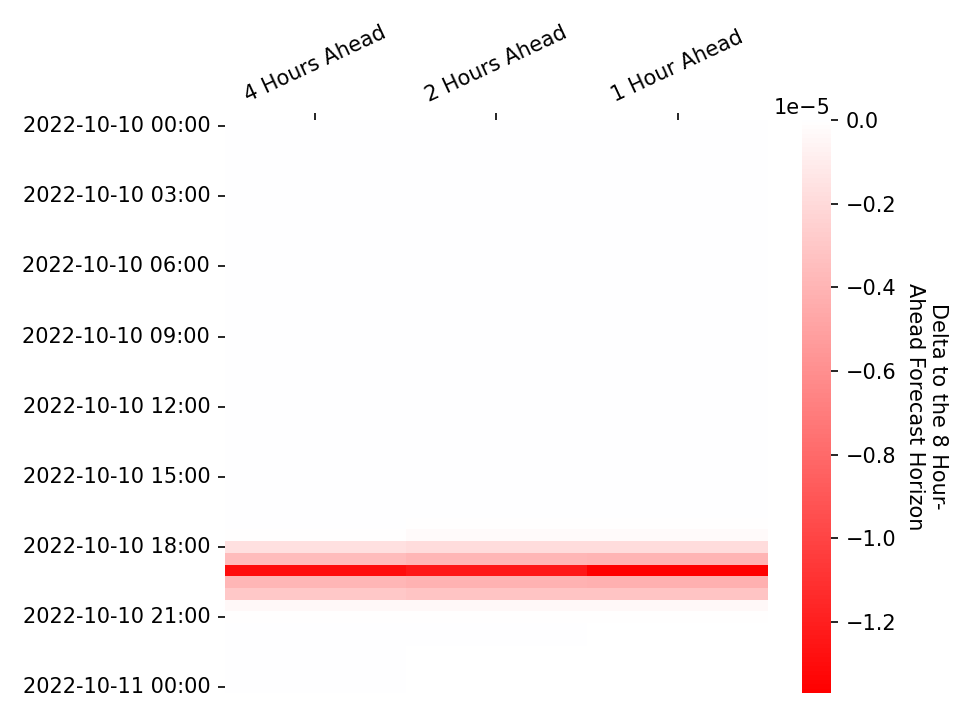 4 Hours Ahead
2 Hours Ahead
1 Hour Ahead
1e−5
2022-10-10 00:00
2022-10-10 03:00
2022-10-10 06:00
2022-10-10 09:00
2022-10-10 12:00
2022-10-10 15:00
2022-10-10 18:00
2022-10-10 21:00
2022-10-11 00:00
0.0
−0.2
−0.4
−0.6
−0.8
−1.0
−1.2
Delta to the 8 Hour-
Ahead Forecast Horizon